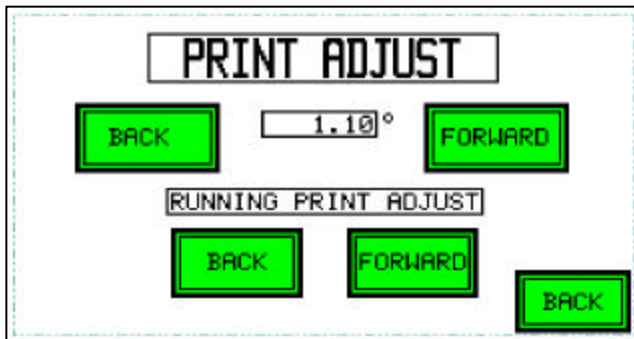 PRINT ADJUST
BACK 1.10° FORWARD
RUNNING PRINT ADJUST
BACK FORWARD
BACK